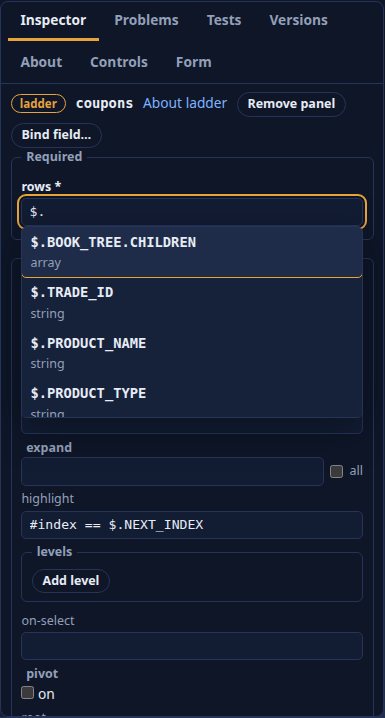 Inspector Problems Tests Versions
About Controls Form
ladder coupons About ladder Remove panel
Bind field...
Required
rows *
$.
$.BOOK_TREE.CHILDREN
array
$.TRADE_ID
string
$.PRODUCT_NAME
string
$.PRODUCT_TYPE
string
expand
all
highlight
#index == $.NEXT_INDEX
levels
Add level
on-select
pivot
on